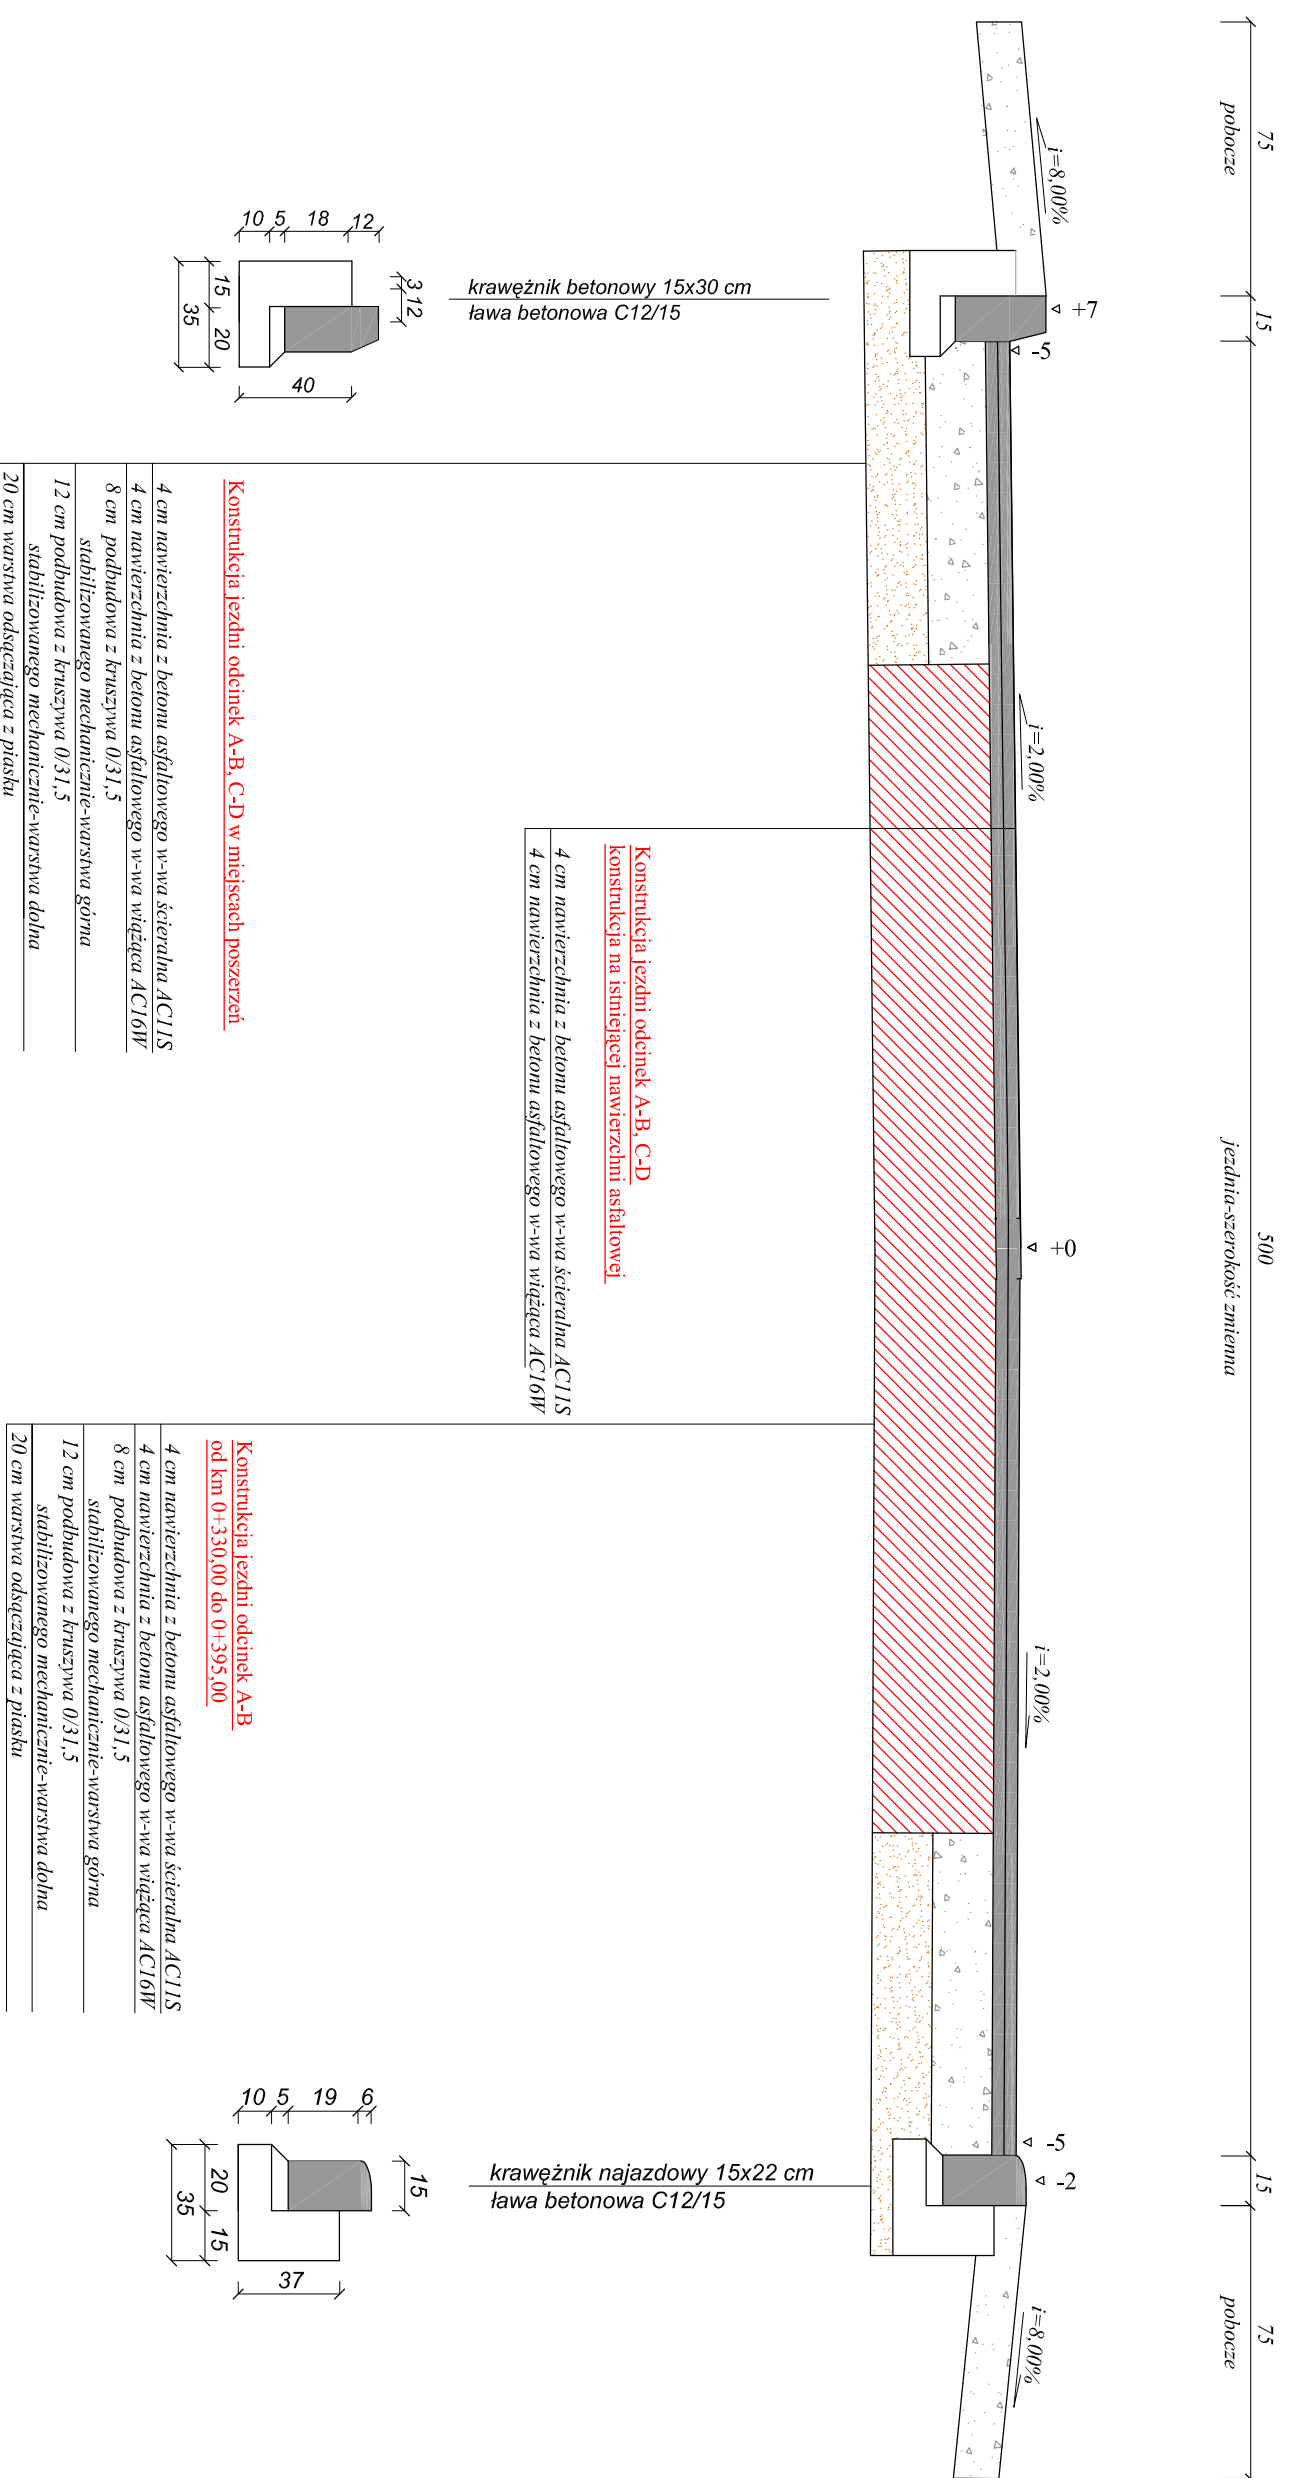 75
15
500
15
75
pobocze
jezdnia-szerokość zmienna
pobocze
i=8,00%
+7
-5
i=2,00%
+0
i=2,00%
-5
-2
i=8,00%
krawężnik betonowy 15x30 cm
ława betonowa C12/15
10 5 18 12
3 12
15 20
35
40
Konstrukcja jezdni odcinek A-B, C-D
konstrukcja na istniejącej nawierzchni asfaltowej
4 cm nawierzchnia z betonu asfaltowego w-wa ścieralna AC11S
4 cm nawierzchnia z betonu asfaltowego w-wa wiążąca AC16W
krawężnik najazdowy 15x22 cm
ława betonowa C12/15
10 5 19 6
15
20 15
35
37
Konstrukcja jezdni odcinek A-B, C-D w miejscach poszerzeń
4 cm nawierzchnia z betonu asfaltowego w-wa ścieralna AC11S
4 cm nawierzchnia z betonu asfaltowego w-wa wiążąca AC16W
8 cm podbudowa z kruszywa 0/31,5
stabilizowanego mechanicznie-warstwa górna
12 cm podbudowa z kruszywa 0/31,5
stabilizowanego mechanicznie-warstwa dolna
20 cm warstwa odsączająca z piasku
Konstrukcja jezdni odcinek A-B
od km 0+330,00 do 0+395,00
4 cm nawierzchnia z betonu asfaltowego w-wa ścieralna AC11S
4 cm nawierzchnia z betonu asfaltowego w-wa wiążąca AC16W
8 cm podbudowa z kruszywa 0/31,5
stabilizowanego mechanicznie-warstwa górna
12 cm podbudowa z kruszywa 0/31,5
stabilizowanego mechanicznie-warstwa dolna
20 cm warstwa odsączająca z piasku